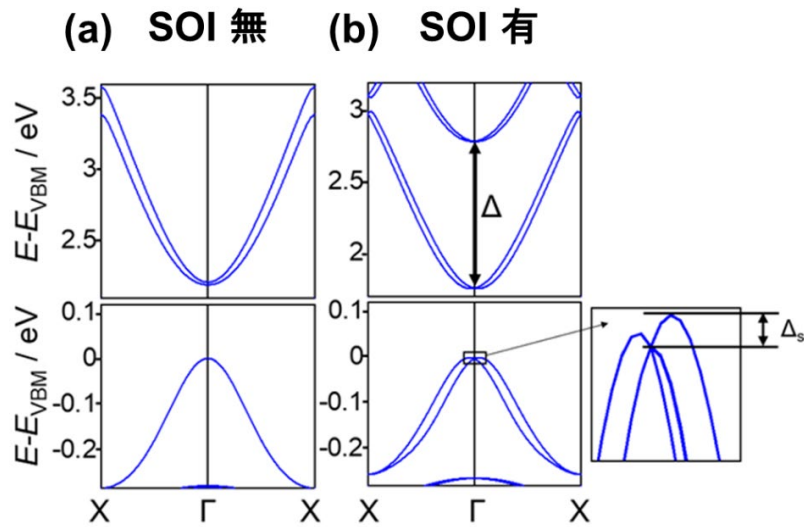 (a) SOI 無
(b) SOI 有
E-E_VBM / eV
3.5
3
2.5
E-E_VBM / eV
0.1
0
-0.1
-0.2
X Γ X
3
2.5
2
Δ
0.1
0
-0.1
-0.2
X Γ X
Δs